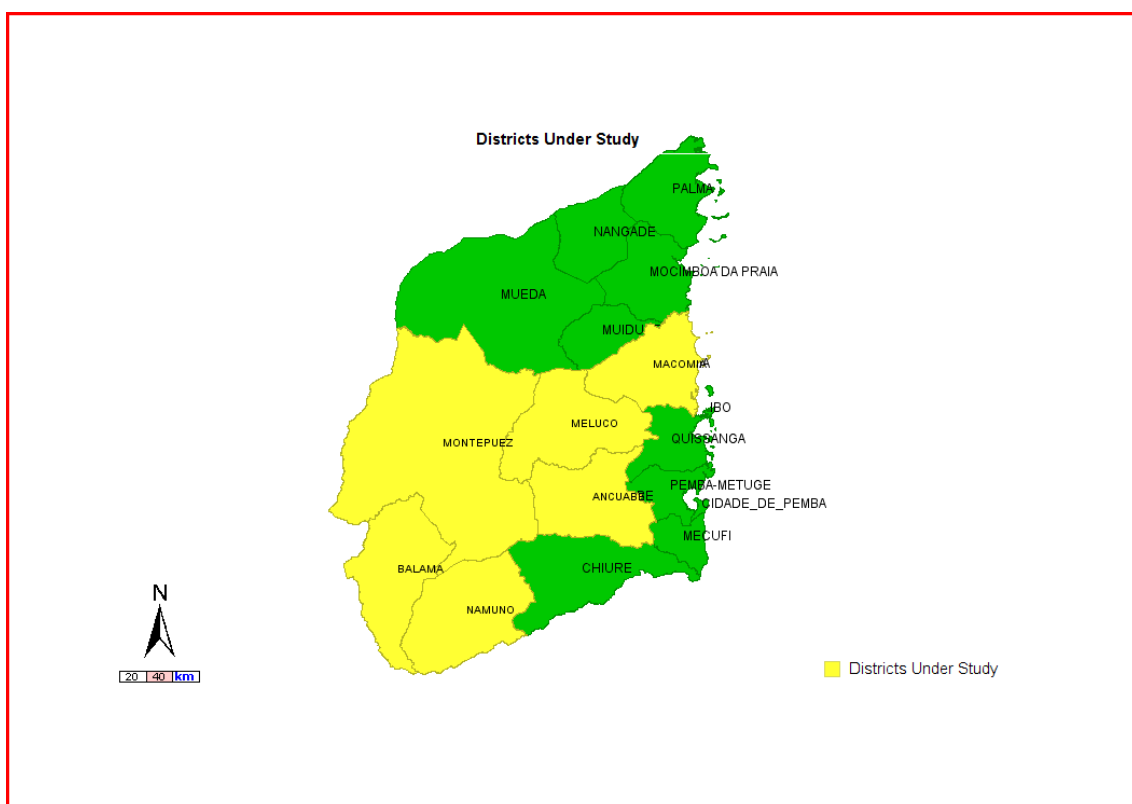 Districts Under Study
PALMA
NANGADE
MOCIMBOA DA PRAIA
MUEDA
MUIDU
MACOMIA
IBO
MELUCO
QUISSANGA
MONTEPUEZ
PEMBA-METUGE
ANCUABE
CIDADE_DE_PEMBA
MECUFI
CHIURE
BALAMA
NAMUNO
N
20 40 km
Districts Under Study